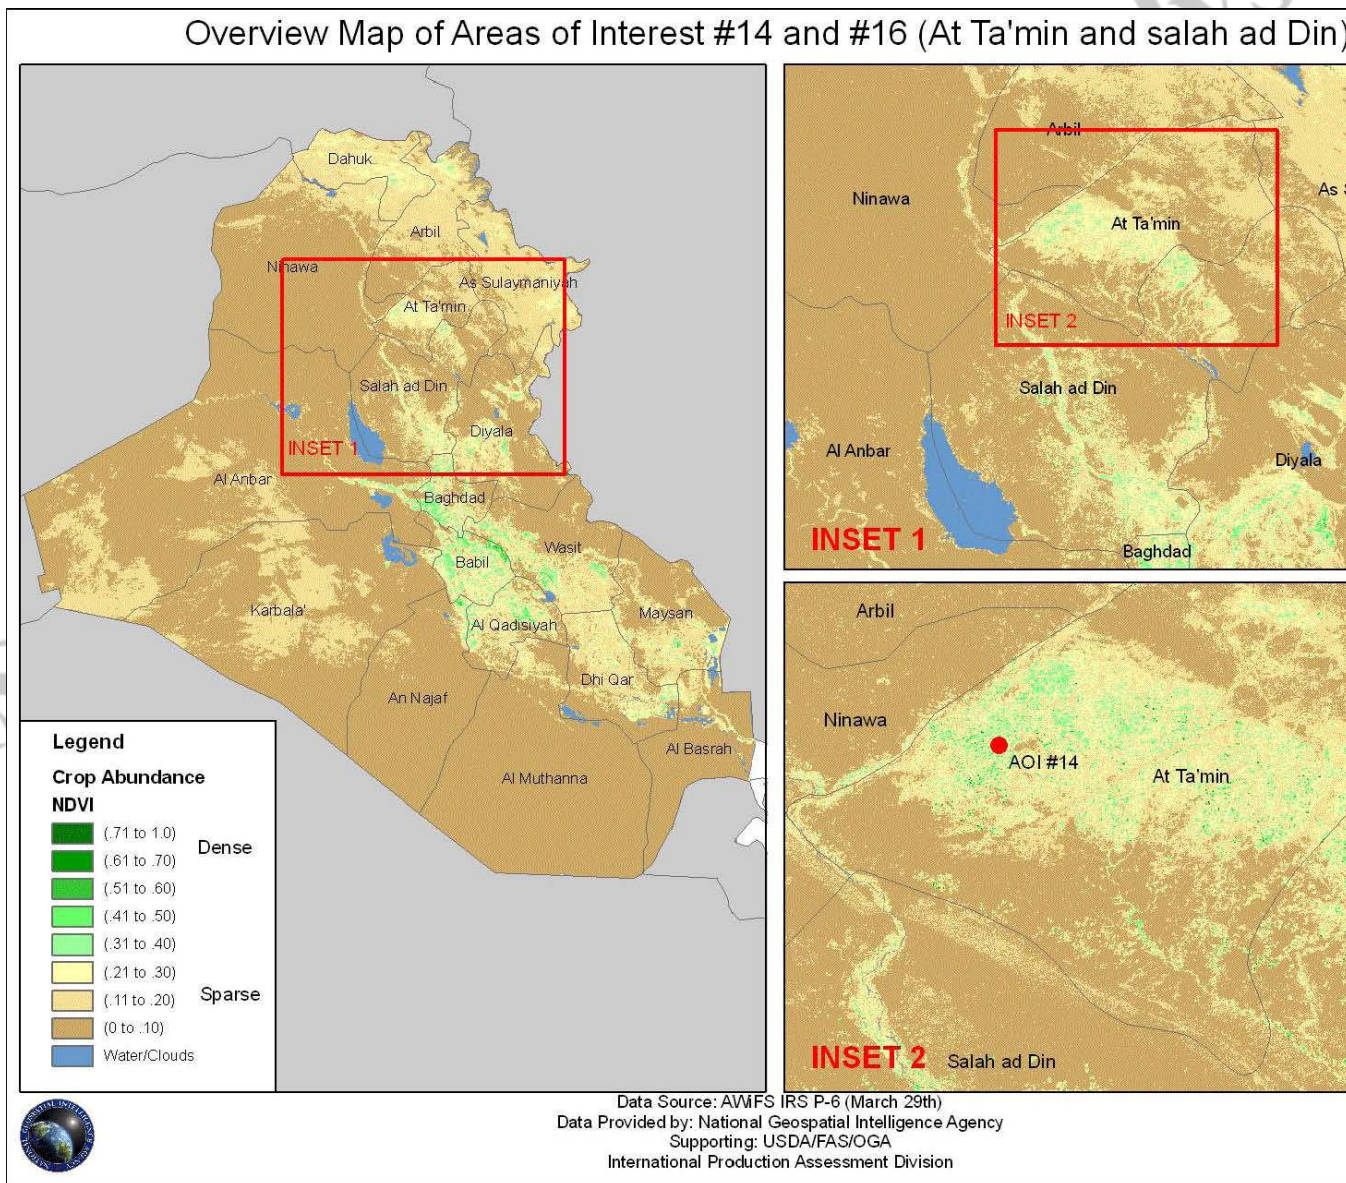 Overview Map of Areas of Interest #14 and #16 (At Ta'min and salah ad Din)
Dahuk
Arbil
Ninawa
As Sulaymaniyah
At Ta'min
Salah ad Din
Diyala
INSET 1
Al Anbar
Baghdad
Wasit
Babil
Karbala'
Maysan
Al Qadisiyah
Dhi Qar
An Najaf
Al Basrah
Al Muthanna
Legend
Crop Abundance
NDVI
(.71 to 1.0)
Dense
(.61 to .70)
(.51 to .60)
(.41 to .50)
(.31 to .40)
(.21 to .30)
(.11 to .20)
Sparse
(0 to .10)
Water/Clouds
Arbil
Ninawa
As
At Ta'min
INSET 2
Salah ad Din
Al Anbar
Diyala
INSET 1
Baghdad
Arbil
Ninawa
AOI #14
At Ta'min
INSET 2
Salah ad Din
Data Source: AWiFS IRS P-6 (March 29th)
Data Provided by: National Geospatial Intelligence Agency
Supporting: USDA/FAS/OGA
International Production Assessment Division